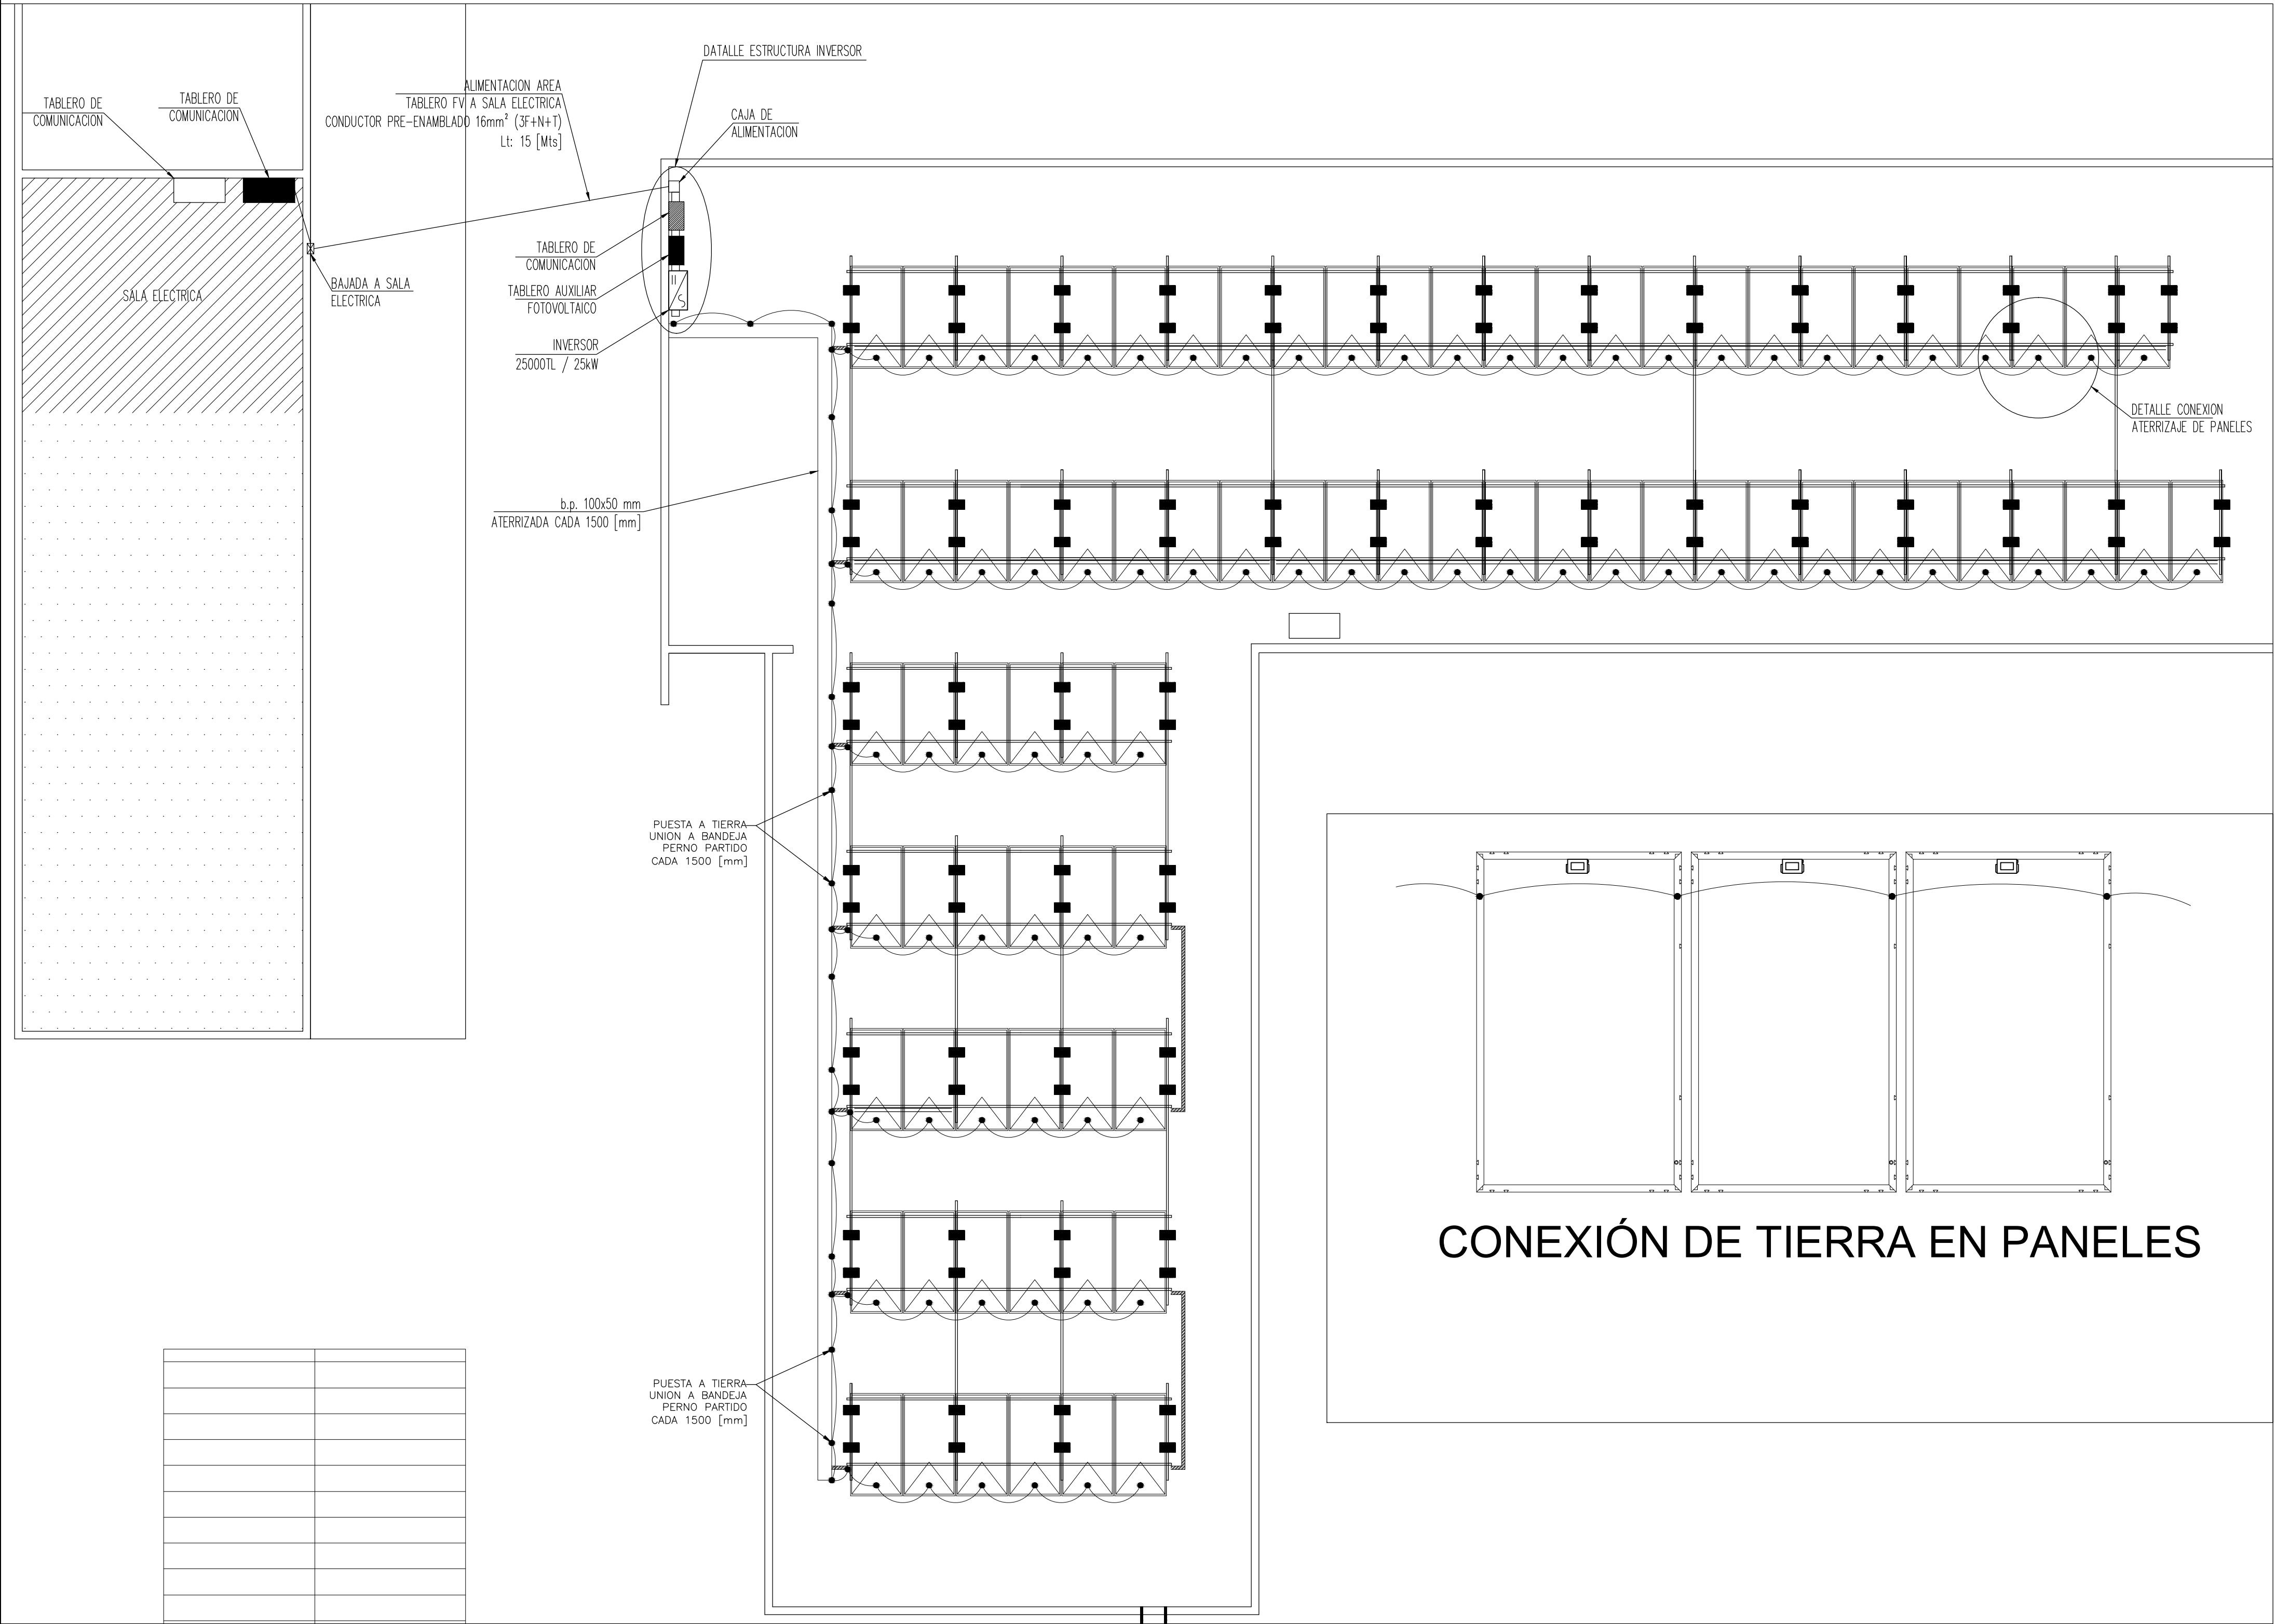 DATALLE ESTRUCTURA INVERSOR
ALIMENTACION AREA
TABLERO FV A SALA ELECTRICA
CONDUCTOR PRE-ENAMBLADO 16mm² (3F+N+T)
Lt: 15 [Mts]
TABLERO DE
COMUNICACION
TABLERO DE
COMUNICACION
CAJA DE
ALIMENTACION
TABLERO DE
COMUNICACION
SALA ELECTRICA
BAJADA A SALA
ELECTRICA
TABLERO AUXILIAR
FOTOVOLTAICO
INVERSOR
25000TL / 25kW
DETALLE CONEXION
ATERRIZAJE DE PANELES
b.p. 100x50 mm
ATERRIZADA CADA 1500 [mm]
PUESTA A TIERRA
UNION A BANDEJA
PERNO PARTIDO
CADA 1500 [mm]
CONEXIÓN DE TIERRA EN PANELES
PUESTA A TIERRA
UNION A BANDEJA
PERNO PARTIDO
CADA 1500 [mm]